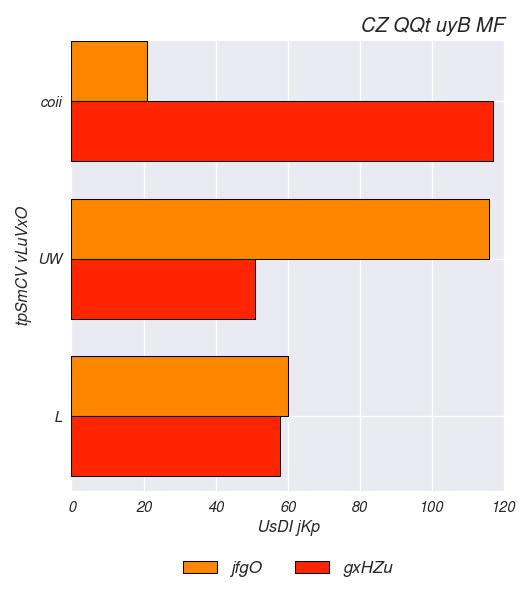 CZ QQt uyB MF
coii
UW
L
tpSmCV vLuVxO
0 20 40 60 80 100 120
UsDI jKp
jfgO gxHZu